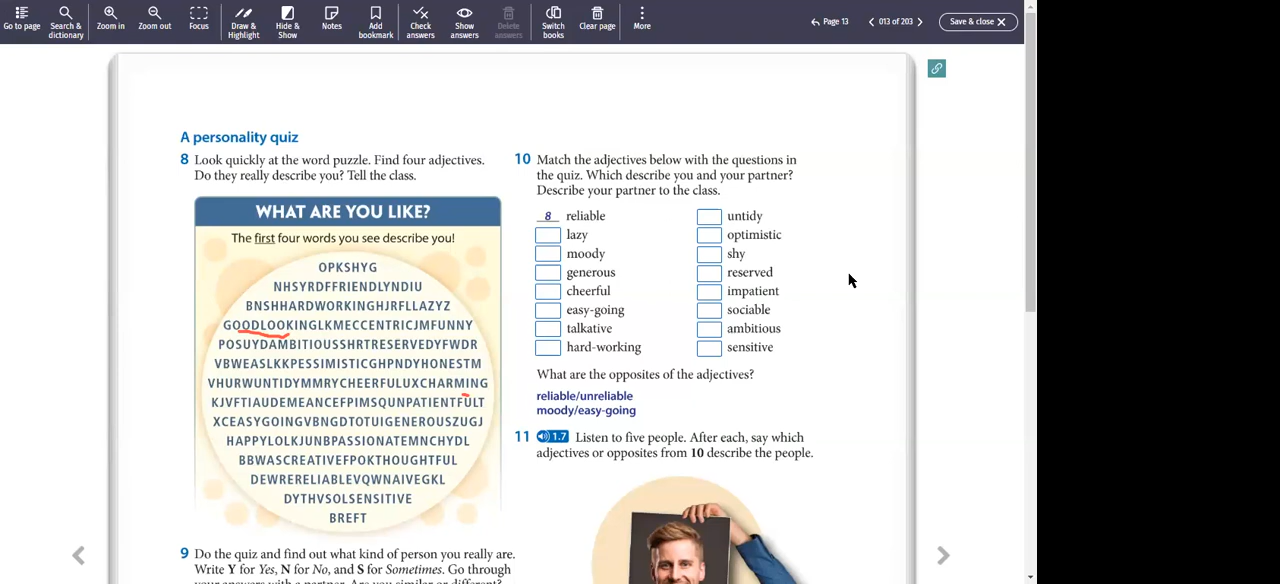 Go to page
Search & dictionary
Zoom in
Zoom out
Focus
Draw & Highlight
Hide & Show
Notes
Add bookmark
Check answers
Show answers
Delete answers
Switch books
Clear page
More
Page 13
013 of 203
Save & close
A personality quiz
8 Look quickly at the word puzzle. Find four adjectives.
Do they really describe you? Tell the class.
WHAT ARE YOU LIKE?
The first four words you see describe you!
OPKSHYG
NHSYRDFFRIENDLYNDIU
BNSHHARDWORKINGHJRFLLAZYZ
GOODLOOKINGLKMECCENTRICJMFUNNY
POSUYDAMBITIOUSSHRTRESERVEDYFWDR
VBWEASLKKPESSIMISTICGHPNDYHONESTM
VHURWUNTIDYMMRYCHEERFULUXCHARMING
KJVFTIAUDEMEANCEFPIMSQUNPATIENTFULT
XCEASYGOINGVBNGDTOTUIGENEROUSZUGJ
HAPPYLOLKJUNBPASSIONATEMNCHYDL
BBWASCREATIVEFPOKTHOUGHTFUL
DEWRERELIABLEVQWNAIVEGKL
DYTHVSOLSENSITIVE
BREFT
9 Do the quiz and find out what kind of person you really are.
Write Y for Yes, N for No, and S for Sometimes. Go through
your answers with a partner. Are you similar or different?
10 Match the adjectives below with the questions in
the quiz. Which describe you and your partner?
Describe your partner to the class.
8 reliable
lazy
moody
generous
cheerful
easy-going
talkative
hard-working
untidy
optimistic
shy
reserved
impatient
sociable
ambitious
sensitive
What are the opposites of the adjectives?
reliable/unreliable
moody/easy-going
11 1.7 Listen to five people. After each, say which
adjectives or opposites from 10 describe the people.